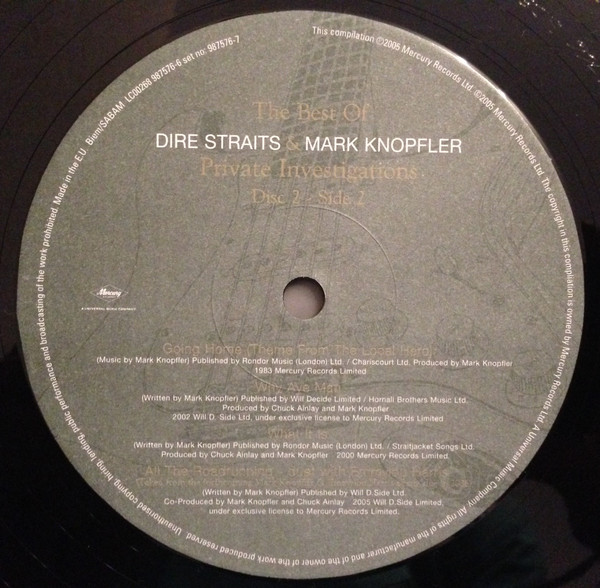 This compilation ℗2005 Mercury Records Ltd. ©2005 Mercury Records Ltd. The copyright in this compilation is owned by Mercury Records Ltd. A Universal Music Company. All rights of the manufacturer and of the owner of the work reproduced reserved. Unauthorised copying, hiring, lending, public performance and broadcasting of the work prohibited. Made in the E.U. Biem/SABAM LC00268 987576-6 set no: 987576-7
The Best Of
DIRE STRAITS & MARK KNOPFLER
Private Investigations
Disc 2 - Side 2
Mercury
A UNIVERSAL MUSIC COMPANY
Going Home (Theme From The Local Hero)
(Music by Mark Knopfler) Published by Rondor Music (London) Ltd. / Chariscourt Ltd. Produced by Mark Knopfler
1983 Mercury Records Limited
Why Aye Man
(Written by Mark Knopfler) Published by Will Decide Limited / Hornall Brothers Music Ltd.
Produced by Chuck Ainlay and Mark Knopfler
2002 Will D. Side Ltd. under exclusive license to Mercury Records Limited
What It Is
(Written by Mark Knopfler) Published by Rondor Music (London) Ltd. / Straitjacket Songs Ltd.
Produced by Chuck Ainlay and Mark Knopfler 2000 Mercury Records Limited.
All The Roadrunning
(Taken from the
(Written by Mark Knopfler) Published by Will D.Side Ltd.
Co-Produced by Mark Knopfler and Chuck Ainlay 2005 Will D.Side Limited,
under exclusive license to Mercury Records Limited.